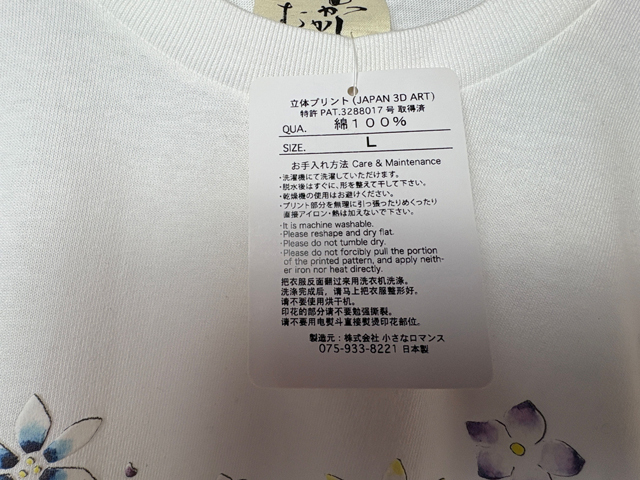 むかしむかし
立体プリント(JAPAN 3D ART)
特許 PAT.3288017 号 取得済
QUA. 綿100%
SIZE. L
お手入れ方法 Care & Maintenance
・洗濯機にて洗濯していただけます。
・脱水後はすぐに、形を整えて干して下さい。
・乾燥機の使用はお避けください。
・プリント部分を無理に引っ張ったりめくったり
直接アイロン・熱は加えないで下さい。
・It is machine washable.
・Please reshape and dry flat.
・Please do not tumble dry.
・Please do not forcibly pull the portion
of the printed pattern, and apply neith-
er iron nor heat directly.
把衣服反面翻过来用洗衣机洗涤.
洗涤完成后，请马上把衣服整形好.
请不要使用烘干机.
印花的部分请不要勉强撕裂.
请不要用电熨斗直接熨烫印花部位.
製造元：株式会社 小さなロマンス
075-933-8221 日本製